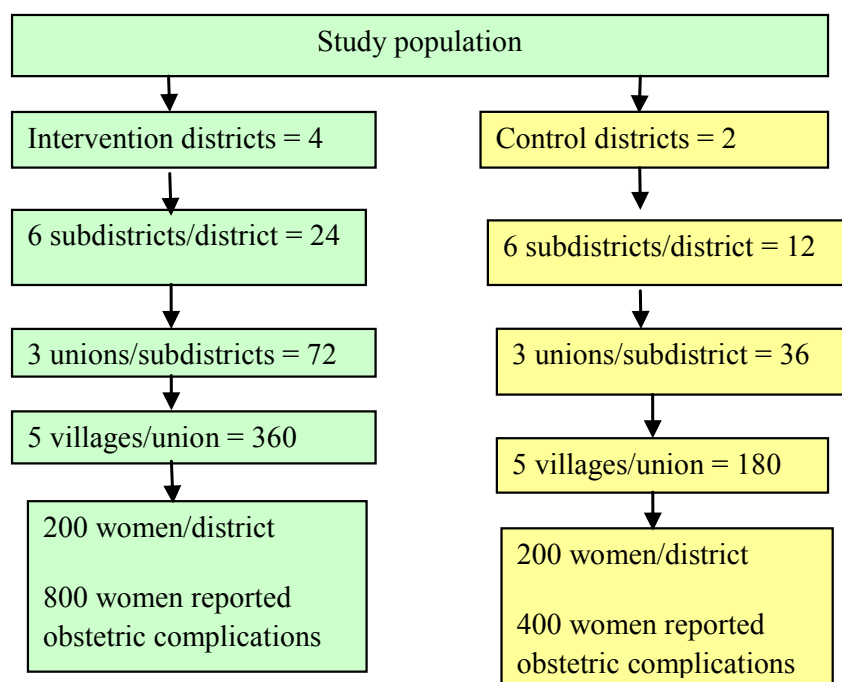 Study population
Intervention districts = 4
Control districts = 2
6 subdistricts/district = 24
6 subdistricts/district = 12
3 unions/subdistricts = 72
3 unions/subdistrict = 36
5 villages/union = 360
5 villages/union = 180
200 women/district
800 women reported
obstetric complications
200 women/district
400 women reported
obstetric complications